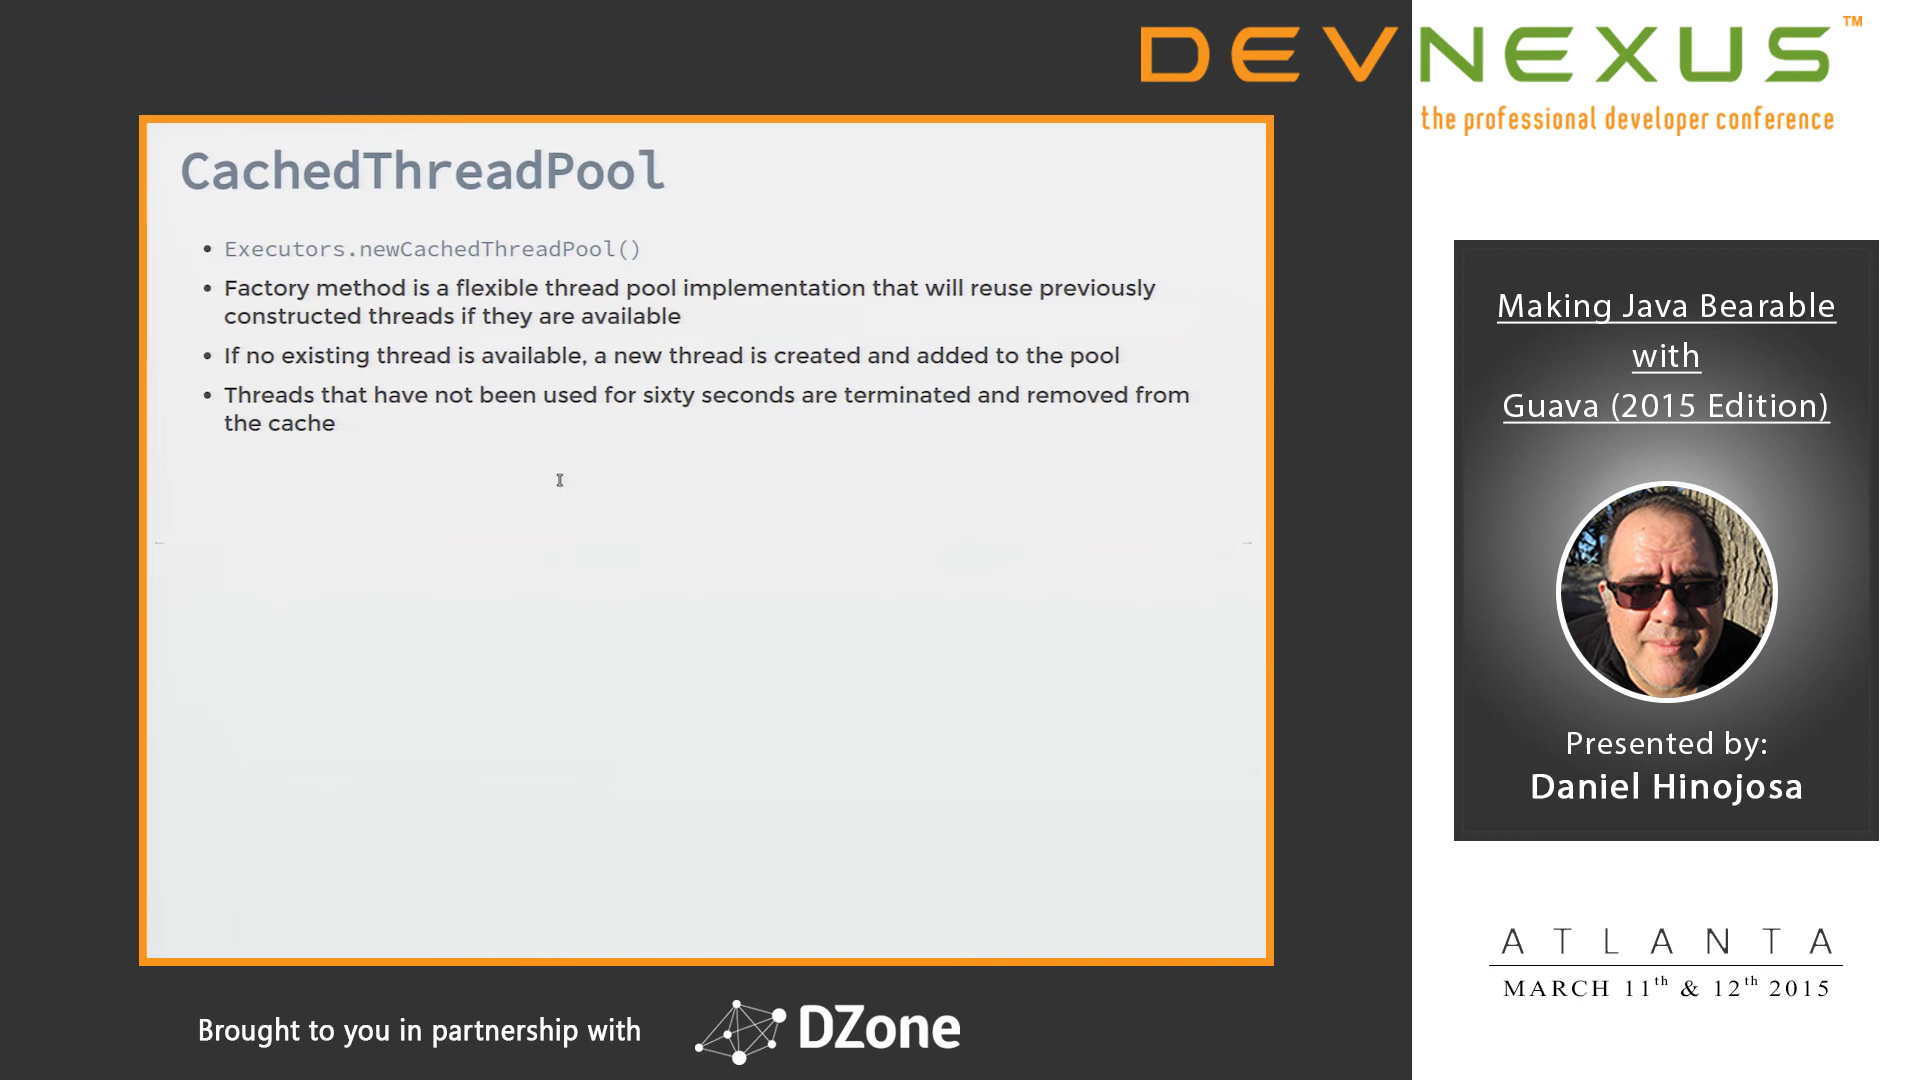 DEVNEXUS™
the professional developer conference
CachedThreadPool
• Executors.newCachedThreadPool()
• Factory method is a flexible thread pool implementation that will reuse previously
constructed threads if they are available
• If no existing thread is available, a new thread is created and added to the pool
• Threads that have not been used for sixty seconds are terminated and removed from
the cache
Making Java Bearable
with
Guava (2015 Edition)
Presented by:
Daniel Hinojosa
ATLANTA
MARCH 11th & 12th 2015
Brought to you in partnership with
DZone